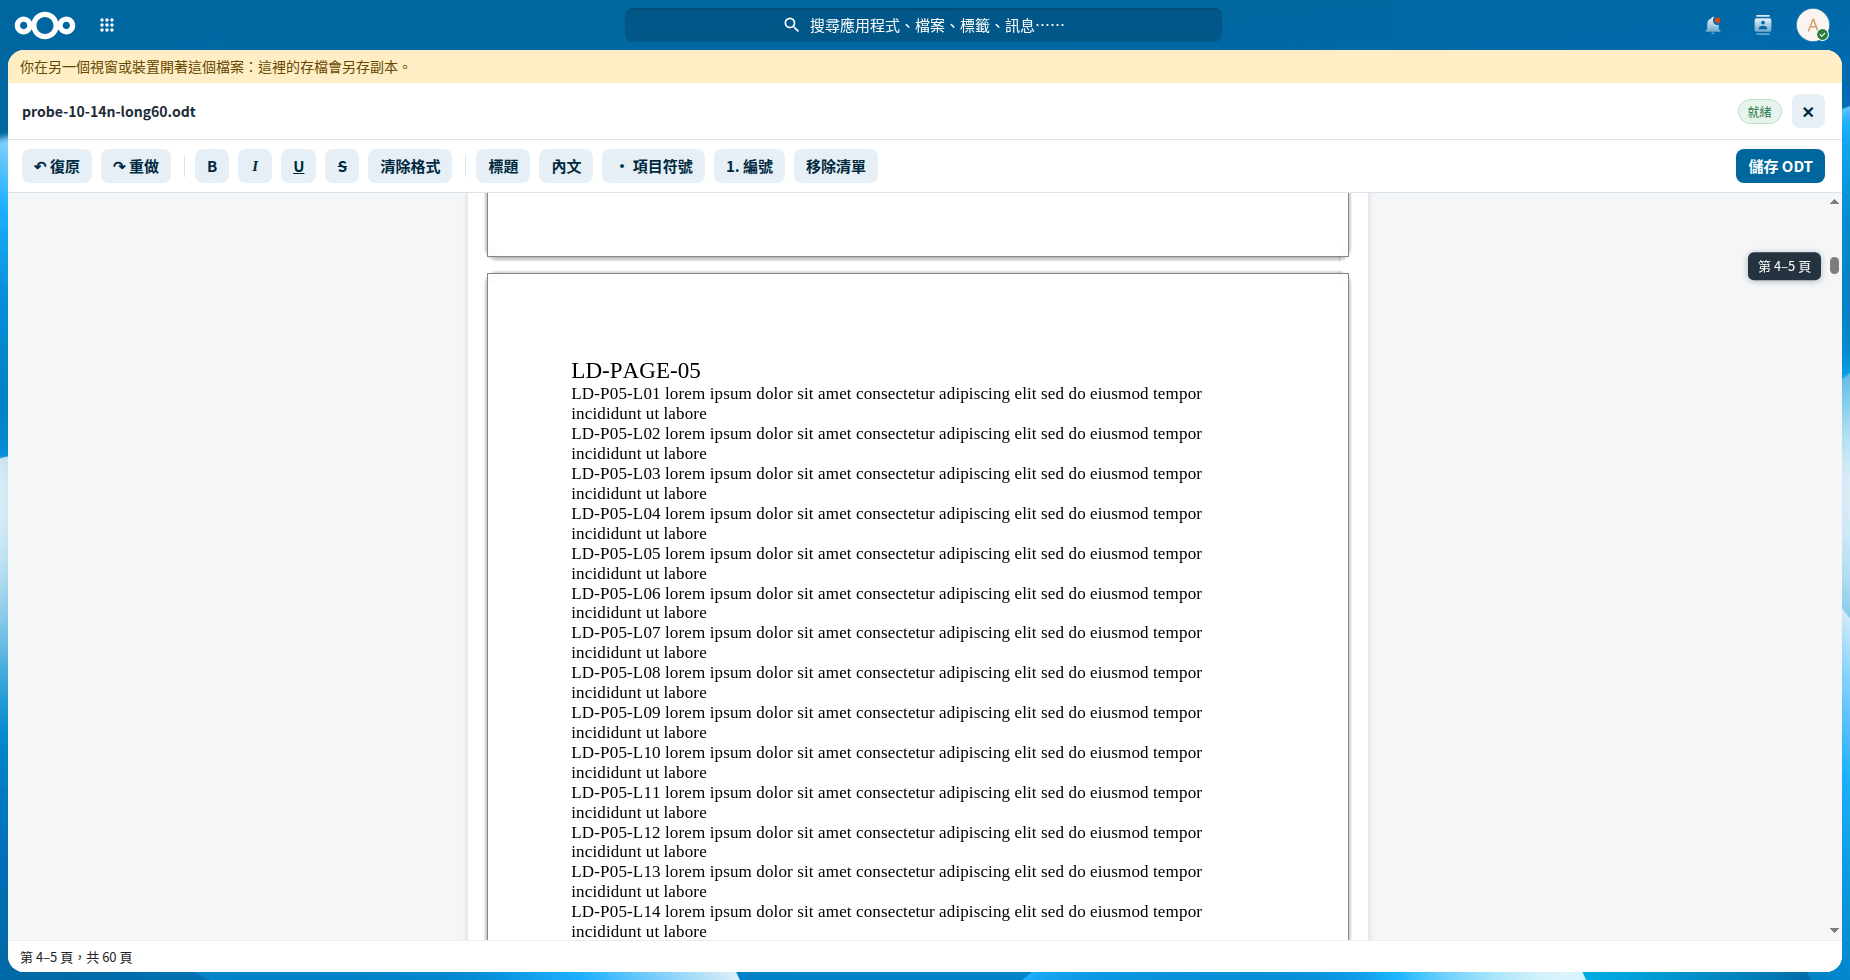 搜尋應用程式、檔案、標籤、訊息⋯⋯
A
你在另一個視窗或裝置開著這個檔案：這裡的存檔會另存副本。
probe-10-14n-long60.odt
就緒
×
↶ 復原 ↷ 重做 B I U S 清除格式 標題 內文 ・ 項目符號 1. 編號 移除清單 儲存 ODT
第 4–5 頁
LD-PAGE-05
LD-P05-L01 lorem ipsum dolor sit amet consectetur adipiscing elit sed do eiusmod tempor
incididunt ut labore
LD-P05-L02 lorem ipsum dolor sit amet consectetur adipiscing elit sed do eiusmod tempor
incididunt ut labore
LD-P05-L03 lorem ipsum dolor sit amet consectetur adipiscing elit sed do eiusmod tempor
incididunt ut labore
LD-P05-L04 lorem ipsum dolor sit amet consectetur adipiscing elit sed do eiusmod tempor
incididunt ut labore
LD-P05-L05 lorem ipsum dolor sit amet consectetur adipiscing elit sed do eiusmod tempor
incididunt ut labore
LD-P05-L06 lorem ipsum dolor sit amet consectetur adipiscing elit sed do eiusmod tempor
incididunt ut labore
LD-P05-L07 lorem ipsum dolor sit amet consectetur adipiscing elit sed do eiusmod tempor
incididunt ut labore
LD-P05-L08 lorem ipsum dolor sit amet consectetur adipiscing elit sed do eiusmod tempor
incididunt ut labore
LD-P05-L09 lorem ipsum dolor sit amet consectetur adipiscing elit sed do eiusmod tempor
incididunt ut labore
LD-P05-L10 lorem ipsum dolor sit amet consectetur adipiscing elit sed do eiusmod tempor
incididunt ut labore
LD-P05-L11 lorem ipsum dolor sit amet consectetur adipiscing elit sed do eiusmod tempor
incididunt ut labore
LD-P05-L12 lorem ipsum dolor sit amet consectetur adipiscing elit sed do eiusmod tempor
incididunt ut labore
LD-P05-L13 lorem ipsum dolor sit amet consectetur adipiscing elit sed do eiusmod tempor
incididunt ut labore
LD-P05-L14 lorem ipsum dolor sit amet consectetur adipiscing elit sed do eiusmod tempor
incididunt ut labore
第 4–5 頁，共 60 頁